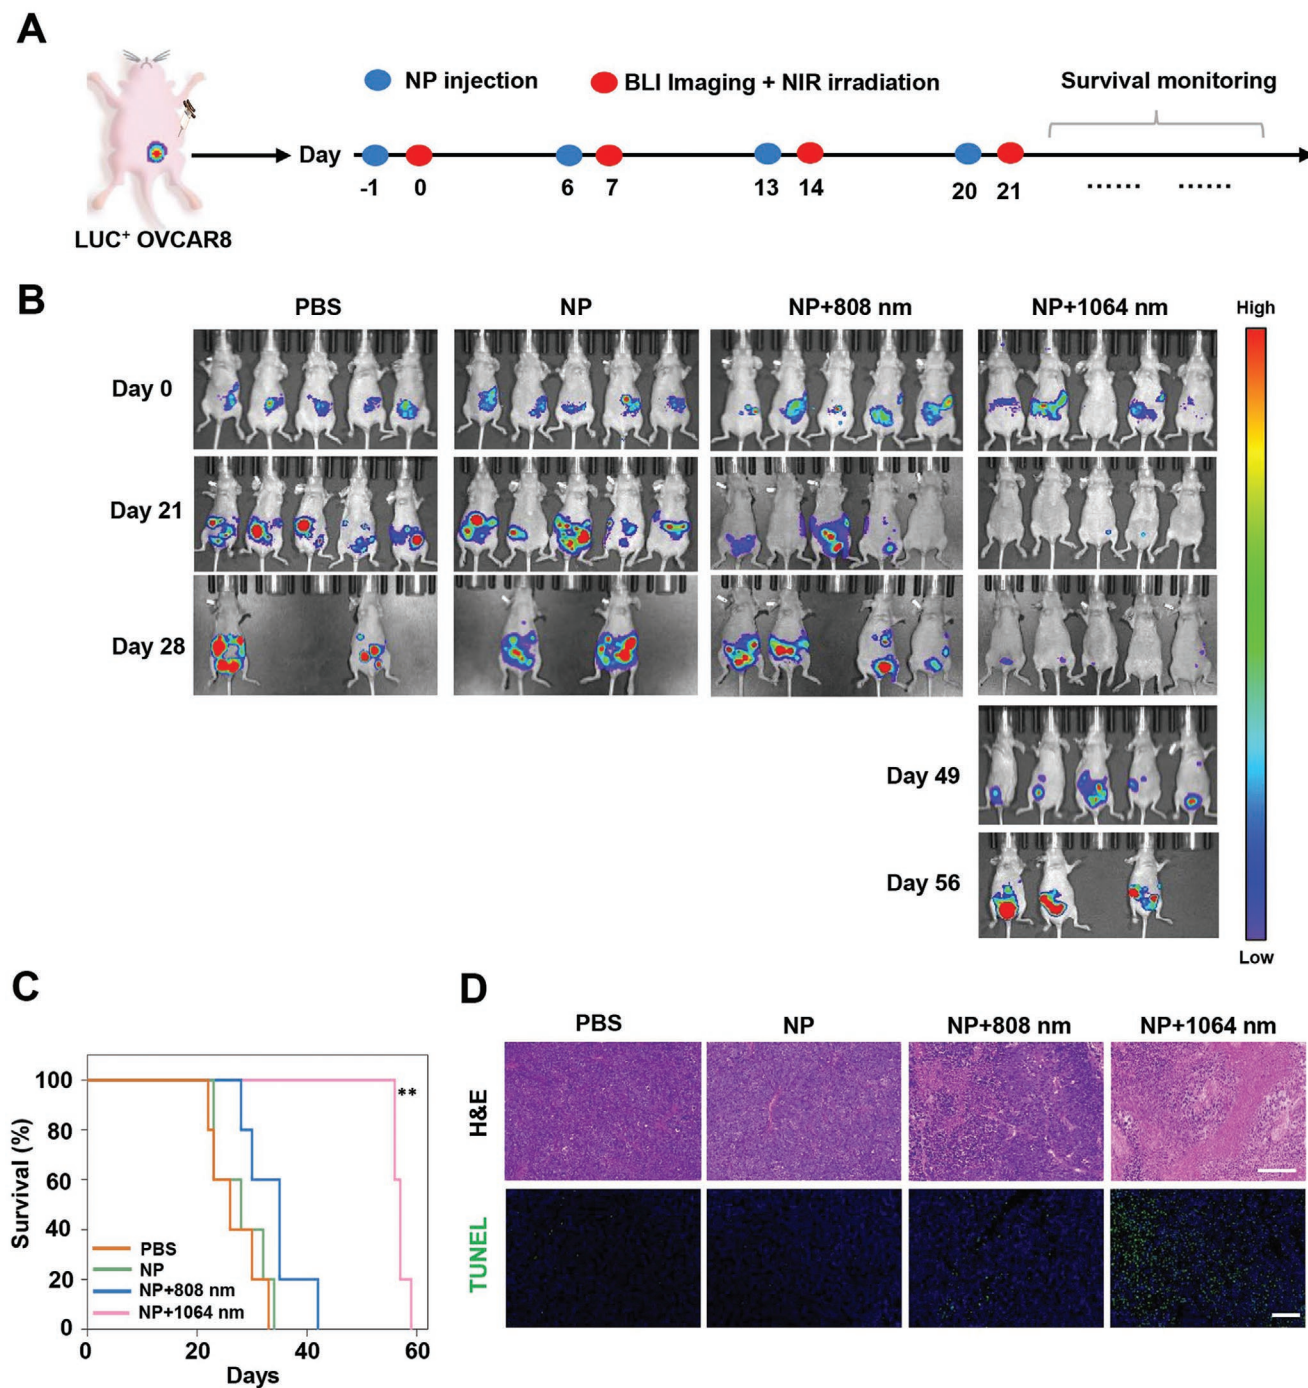 A
NP injection
BLI Imaging + NIR irradiation
Survival monitoring
Day
-1 0 6 7 13 14 20 21 ...... ......
LUC⁺ OVCAR8
B
PBS NP NP+808 nm NP+1064 nm
High
Day 0
Day 21
Day 28
Day 49
Day 56
Low
C
Survival (%)
100
80
60
40
20
0
PBS
NP
NP+808 nm
NP+1064 nm
**
0 20 40 60
Days
D
PBS NP NP+808 nm NP+1064 nm
H&E
TUNEL